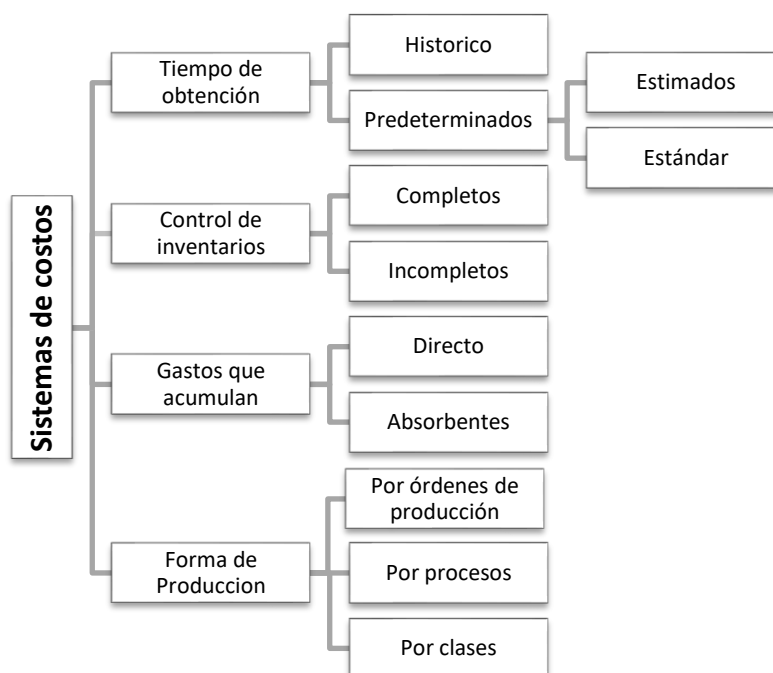 Sistemas de costos
Tiempo de
obtención
Historico
Predeterminados
Estimados
Estándar
Control de
inventarios
Completos
Incompletos
Gastos que
acumulan
Directo
Absorbentes
Forma de
Produccion
Por órdenes de
producción
Por procesos
Por clases